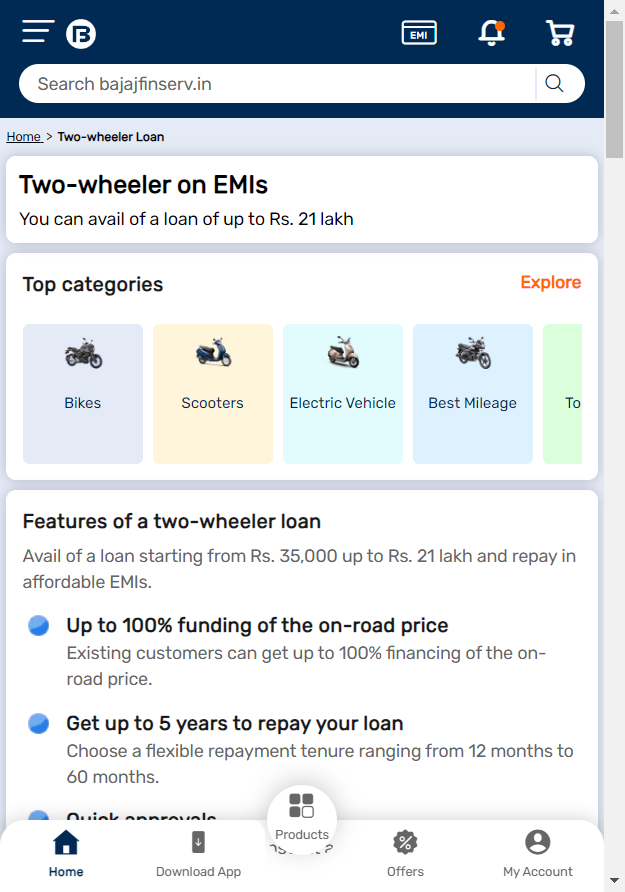 EMI
Search bajajfinserv.in
Home > Two-wheeler Loan
Two-wheeler on EMIs
You can avail of a loan of up to Rs. 21 lakh
Top categories
Explore
Bikes
Scooters
Electric Vehicle
Best Mileage
To
Features of a two-wheeler loan
Avail of a loan starting from Rs. 35,000 up to Rs. 21 lakh and repay in
affordable EMIs.
Up to 100% funding of the on-road price
Existing customers can get up to 100% financing of the on-
road price.
Get up to 5 years to repay your loan
Choose a flexible repayment tenure ranging from 12 months to
60 months.
Quick approvals
Home
Download App
Products
Offers
My Account